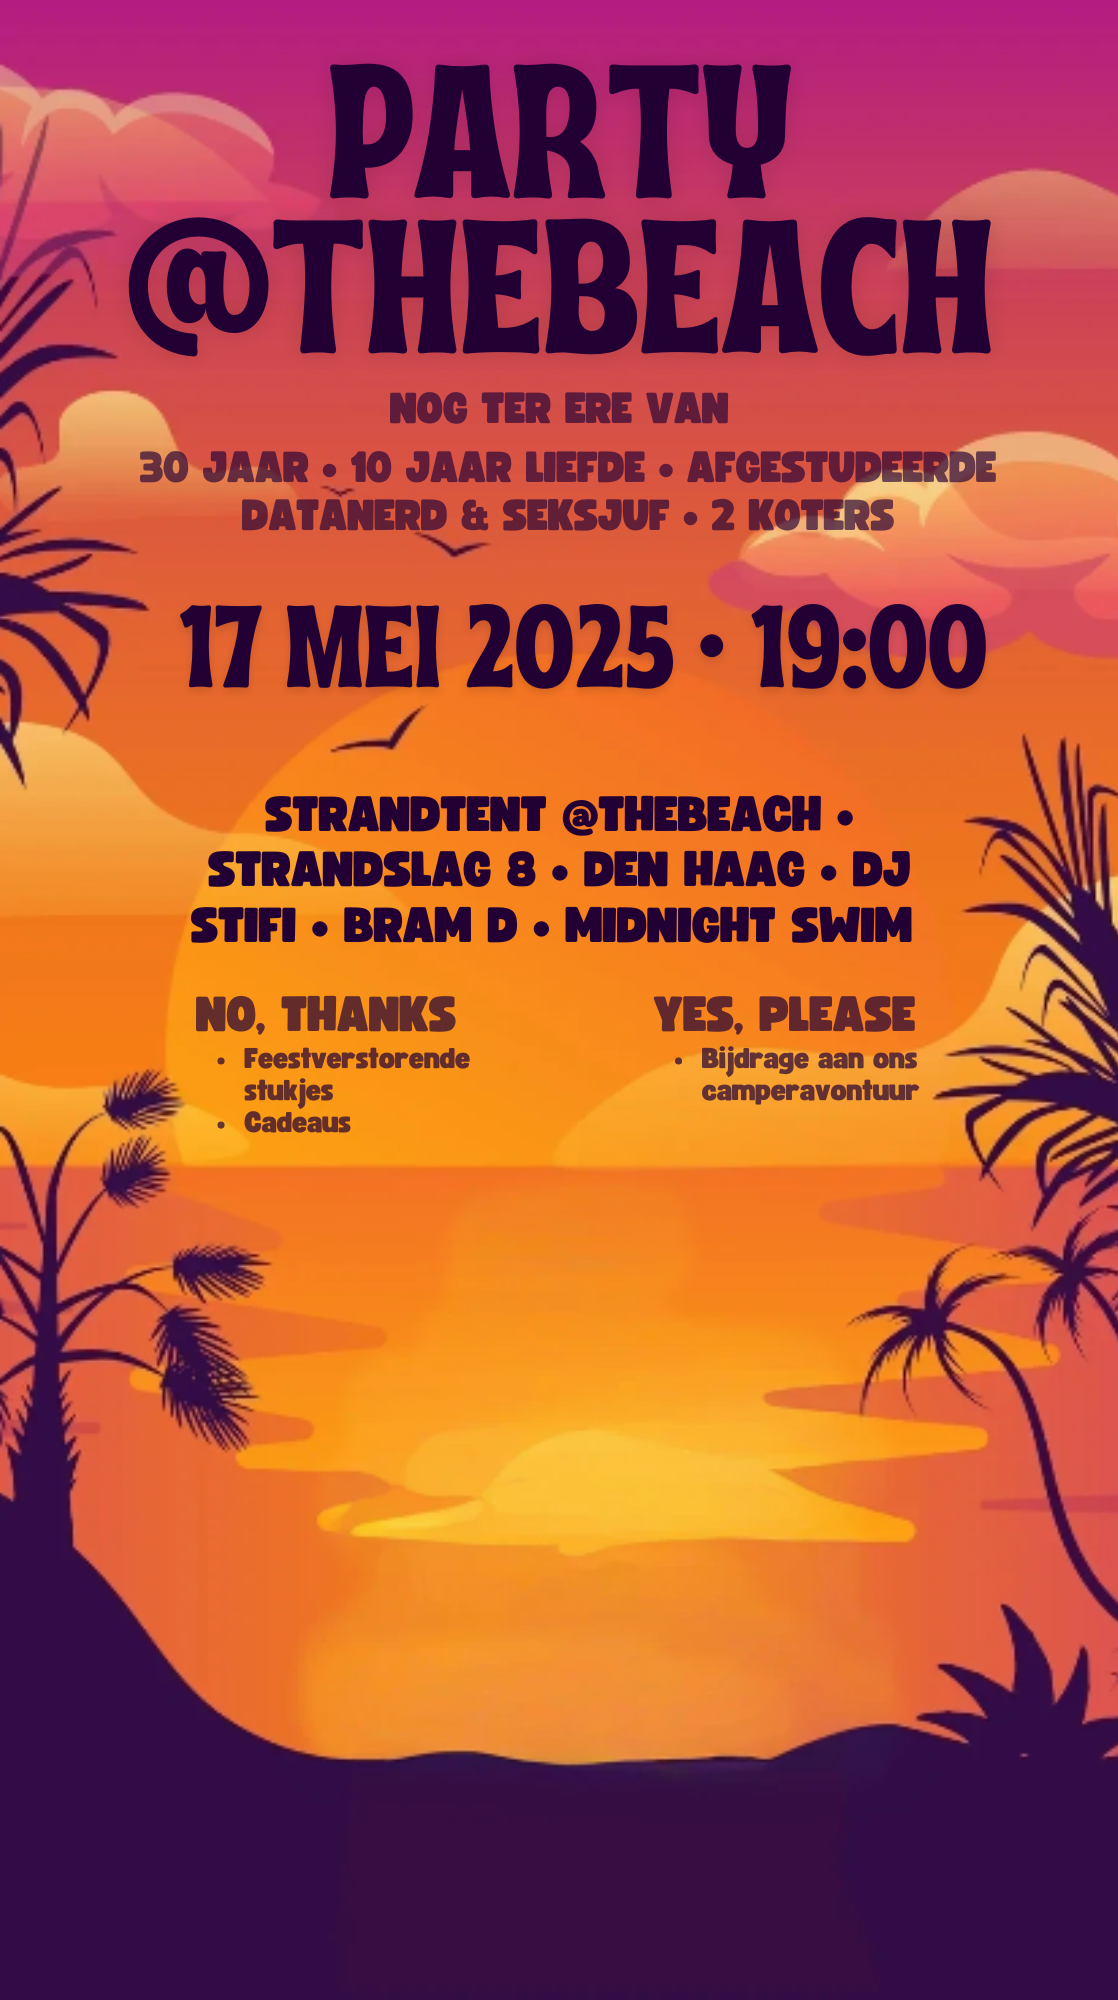 PARTY
@THEBEACH
NOG TER ERE VAN
30 JAAR • 10 JAAR LIEFDE • AFGESTUDEERDE
DATANERD & SEKSJUF • 2 KOTERS
17 MEI 2025 • 19:00
STRANDTENT @THEBEACH •
STRANDSLAG 8 • DEN HAAG • DJ
STIFI • BRAM D • MIDNIGHT SWIM
NO, THANKS
• Feestverstorende
stukjes
• Cadeaus
YES, PLEASE
• Bijdrage aan ons
camperavontuur